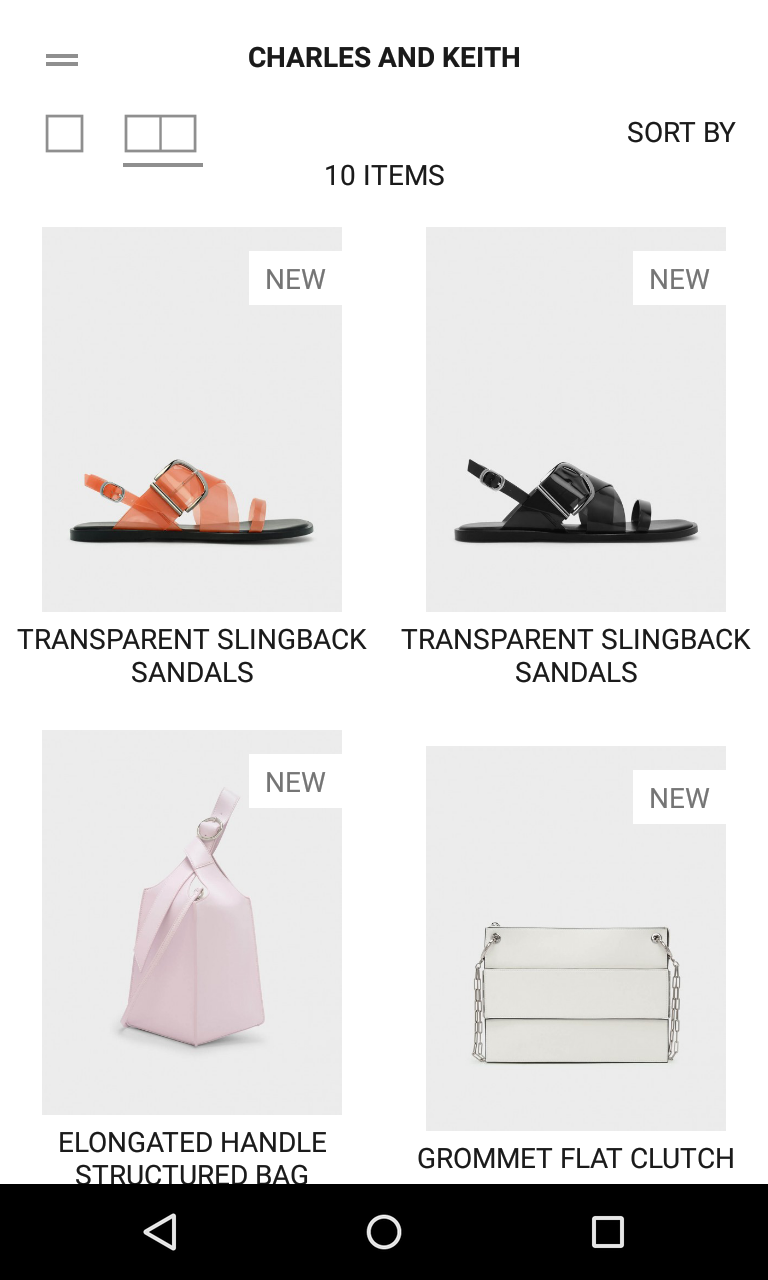 CHARLES AND KEITH
SORT BY
10 ITEMS
NEW
NEW
TRANSPARENT SLINGBACK
SANDALS
TRANSPARENT SLINGBACK
SANDALS
NEW
NEW
ELONGATED HANDLE
STRUCTURED BAG
GROMMET FLAT CLUTCH